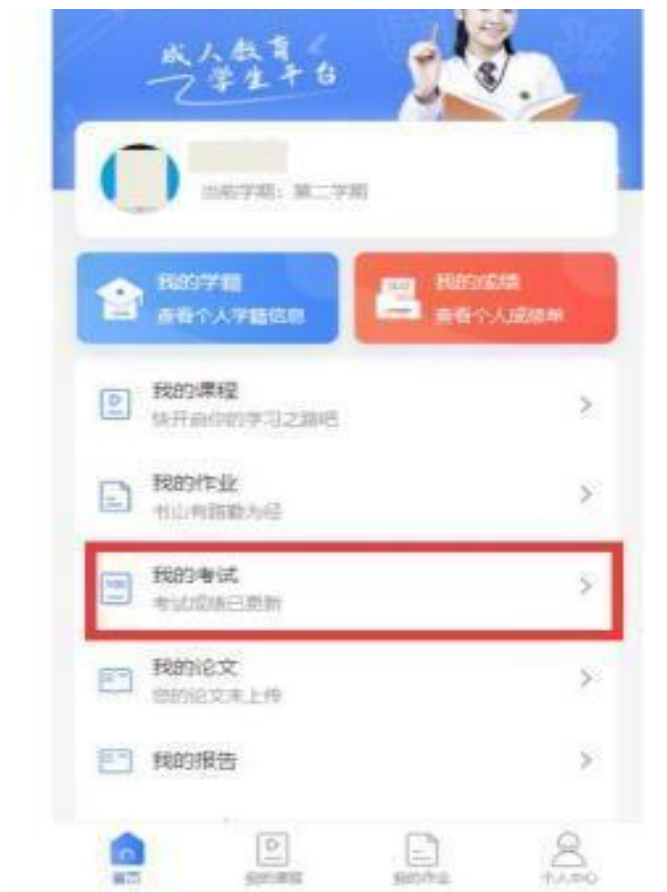 成人教育
学生平台
当前学期：第二学期
我的学籍
查看个人学籍信息
我的成绩
查看个人成绩单
我的课程
快开启你的学习之路吧
我的作业
书山有路勤为径
100
我的考试
考试成绩已更新
我的论文
您的论文未上传
我的报告
首页
我的课程
我的作业
个人中心